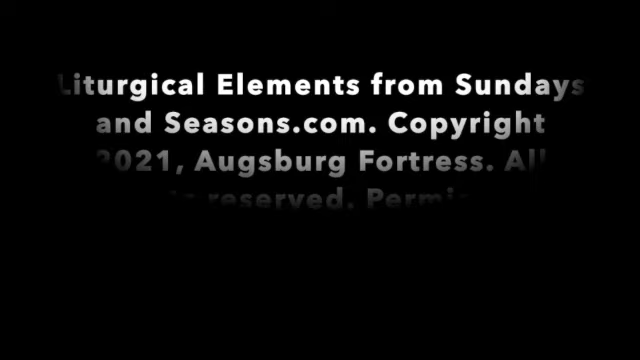 Liturgical Elements from Sundays
and Seasons.com. Copyright
2021, Augsburg Fortress. All
reserved.